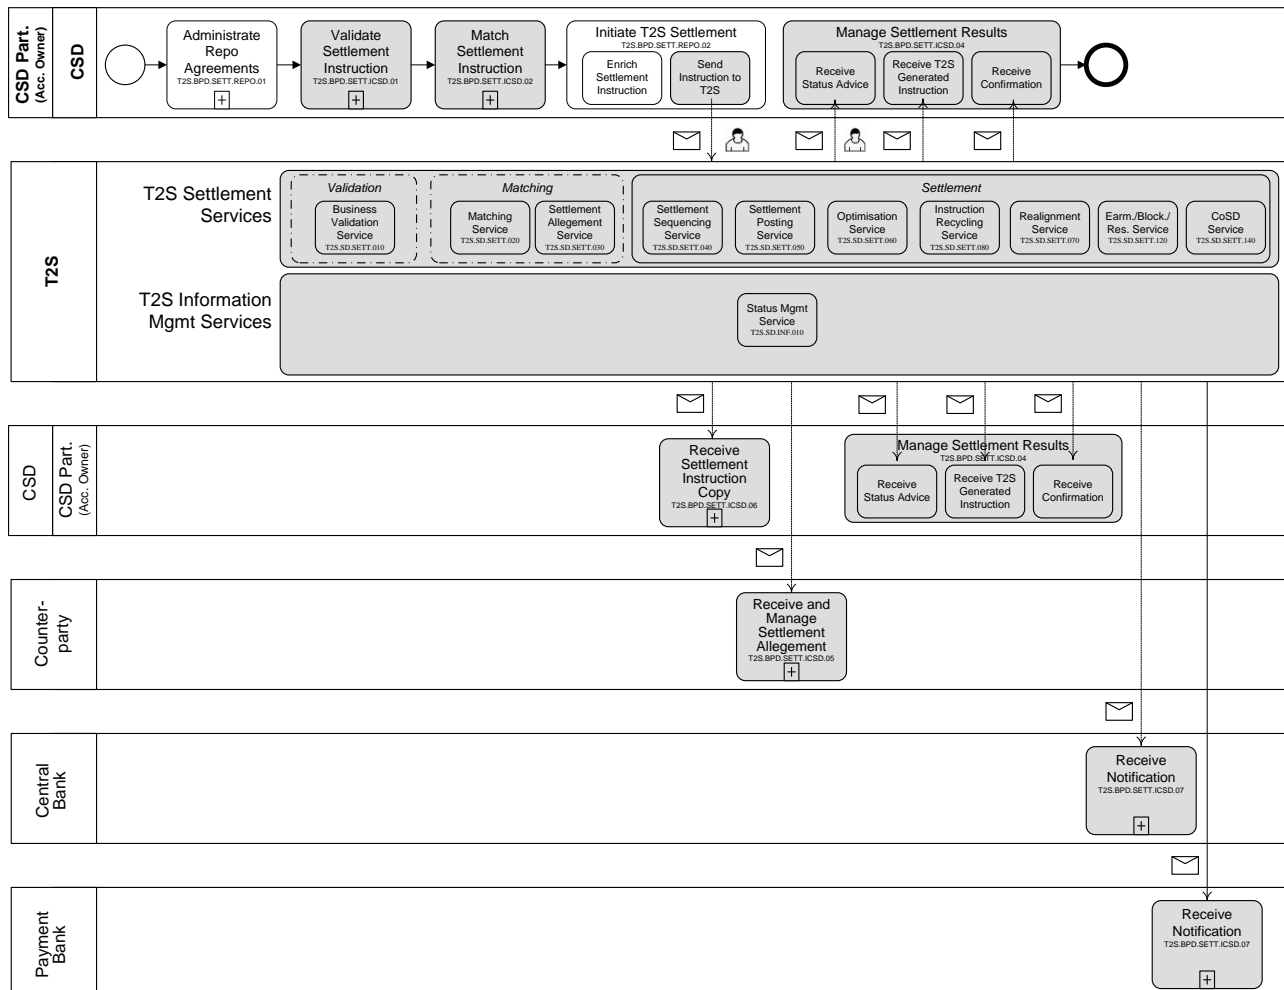 CSD Part.
(Acc. Owner)
CSD
Administrate
Repo
Agreements
T2S.BPD.SETT.REPO.01
Validate
Settlement
Instruction
T2S.BPD.SETT.ICSD.01
Match
Settlement
Instruction
T2S.BPD.SETT.ICSD.02
Initiate T2S Settlement
T2S.BPD.SETT.REPO.02
Enrich
Settlement
Instruction
Send
Instruction to
T2S
Manage Settlement Results
T2S.BPD.SETT.ICSD.04
Receive
Status Advice
Receive T2S
Generated
Instruction
Receive
Confirmation
T2S
T2S Settlement
Services
Validation
Business
Validation
Service
T2S.SD.SETT.010
Matching
Matching
Service
T2S.SD.SETT.020
Settlement
Allegement
Service
T2S.SD.SETT.030
Settlement
Settlement
Sequencing
Service
T2S.SD.SETT.040
Settlement
Posting
Service
T2S.SD.SETT.050
Optimisation
Service
T2S.SD.SETT.060
Instruction
Recycling
Service
T2S.SD.SETT.080
Realignment
Service
T2S.SD.SETT.070
Earm./Block./
Res. Service
T2S.SD.SETT.120
CoSD
Service
T2S.SD.SETT.140
T2S Information
Mgmt Services
Status Mgmt
Service
T2S.SD.INF.010
CSD
CSD Part.
(Acc. Owner)
Receive
Settlement
Instruction
Copy
T2S.BPD.SETT.ICSD.06
Manage Settlement Results
T2S.BPD.SETT.ICSD.04
Receive
Status Advice
Receive T2S
Generated
Instruction
Receive
Confirmation
Counter-
party
Receive and
Manage
Settlement
Allegement
T2S.BPD.SETT.ICSD.05
Central
Bank
Receive
Notification
T2S.BPD.SETT.ICSD.07
Payment
Bank
Receive
Notification
T2S.BPD.SETT.ICSD.07